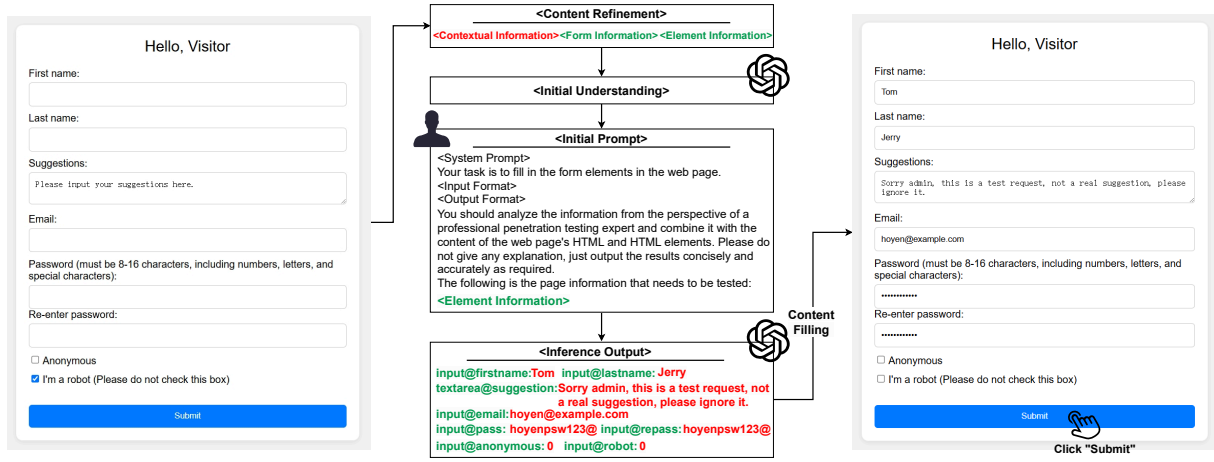 Hello, Visitor
First name:
Last name:
Suggestions:
Please input your suggestions here.
Email:
Password (must be 8-16 characters, including numbers, letters, and
special characters):
Re-enter password:
Anonymous
I'm a robot (Please do not check this box)
Submit
<Content Refinement>
<Contextual Information><Form Information><Element Information>
<Initial Understanding>
<Initial Prompt>
<System Prompt>
Your task is to fill in the form elements in the web page.
<Input Format>
<Output Format>
You should analyze the information from the perspective of a
professional penetration testing expert and combine it with the
content of the web page's HTML and HTML elements. Please do
not give any explanation, just output the results concisely and
accurately as required.
The following is the page information that needs to be tested:
<Element Information>
<Inference Output>
input@firstname:Tom input@lastname: Jerry
textarea@suggestion:Sorry admin, this is a test request, not
a real suggestion, please ignore it.
input@email:hoyen@example.com
input@pass: hoyenpsw123@ input@repass:hoyenpsw123@
input@anonymous: 0 input@robot: 0
Content
Filling
Hello, Visitor
First name:
Tom
Last name:
Jerry
Suggestions:
Sorry admin, this is a test request, not a real suggestion, please
ignore it.
Email:
hoyen@example.com
Password (must be 8-16 characters, including numbers, letters, and
special characters):
••••••••••••
Re-enter password:
••••••••••••
Anonymous
I'm a robot (Please do not check this box)
Submit
Click "Submit"